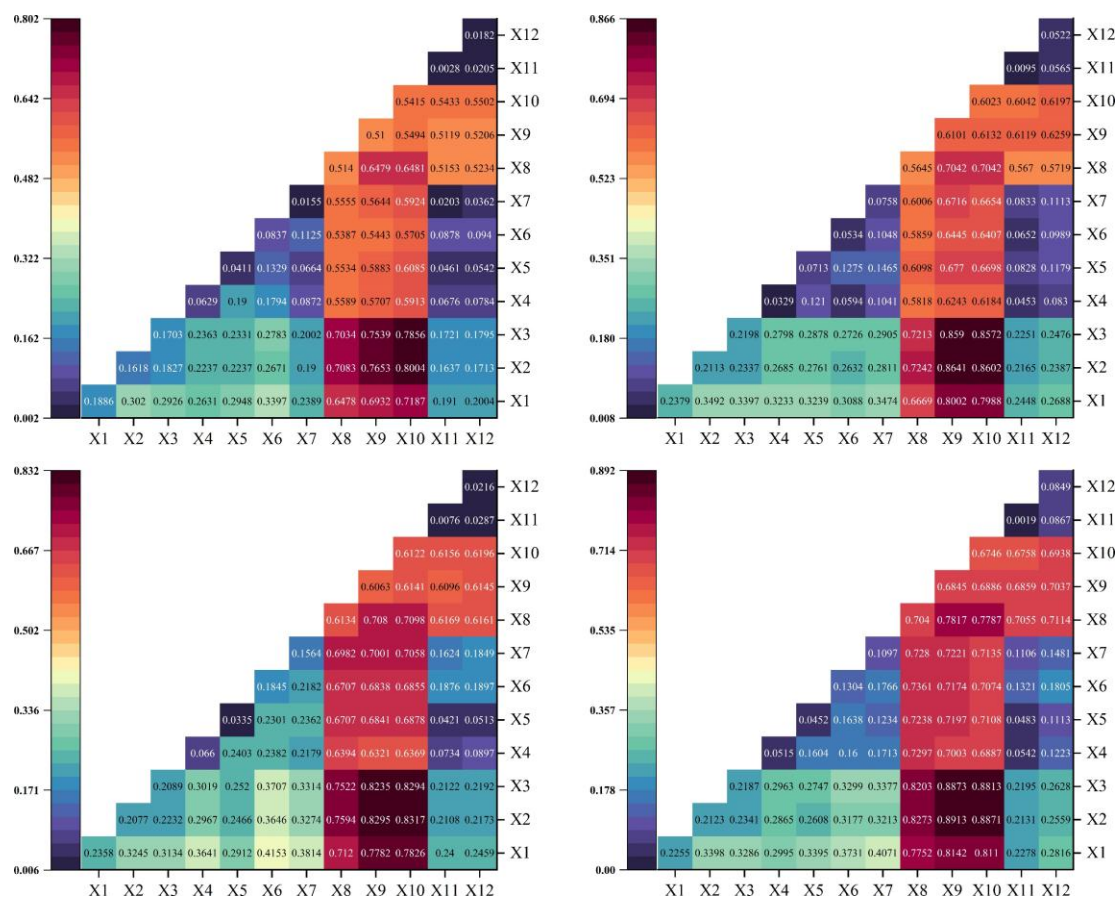 0.802
0.0182 X12
0.0028 0.0205 X11
0.642 0.5415 0.5433 0.5502 X10
0.51 0.5494 0.5119 0.5206 X9
0.482 0.514 0.6479 0.6481 0.5153 0.5234 X8
0.0155 0.5555 0.5644 0.5924 0.0203 0.0362 X7
0.0837 0.1125 0.5387 0.5443 0.5705 0.0878 0.094 X6
0.322 0.0411 0.1329 0.0664 0.5534 0.5883 0.6085 0.0461 0.0542 X5
0.0629 0.19 0.1794 0.0872 0.5589 0.5707 0.5913 0.0676 0.0784 X4
0.162 0.1703 0.2363 0.2331 0.2783 0.2002 0.7034 0.7539 0.7856 0.1721 0.1795 X3
0.1618 0.1827 0.2237 0.2237 0.2671 0.19 0.7083 0.7653 0.8004 0.1637 0.1713 X2
0.002 0.1886 0.302 0.2926 0.2631 0.2948 0.3397 0.2389 0.6478 0.6932 0.7187 0.191 0.2004 X1
X1 X2 X3 X4 X5 X6 X7 X8 X9 X10 X11 X12
0.866
0.0522 X12
0.0095 0.0565 X11
0.694 0.6023 0.6042 0.6197 X10
0.6101 0.6132 0.6119 0.6259 X9
0.523 0.5645 0.7042 0.7042 0.567 0.5719 X8
0.0758 0.6006 0.6716 0.6654 0.0833 0.1113 X7
0.0534 0.1048 0.5859 0.6445 0.6407 0.0652 0.0989 X6
0.351 0.0713 0.1275 0.1465 0.6098 0.677 0.6698 0.0828 0.1179 X5
0.0329 0.121 0.0594 0.1041 0.5818 0.6243 0.6184 0.0453 0.083 X4
0.180 0.2198 0.2798 0.2878 0.2726 0.2905 0.7213 0.859 0.8572 0.2251 0.2476 X3
0.2113 0.2337 0.2685 0.2761 0.2632 0.2811 0.7242 0.8641 0.8602 0.2165 0.2387 X2
0.008 0.2379 0.3492 0.3397 0.3233 0.3239 0.3088 0.3474 0.6669 0.8002 0.7988 0.2448 0.2688 X1
X1 X2 X3 X4 X5 X6 X7 X8 X9 X10 X11 X12
0.832
0.0216 X12
0.0076 0.0287 X11
0.667 0.6122 0.6156 0.6196 X10
0.6063 0.6141 0.6096 0.6145 X9
0.502 0.6134 0.708 0.7098 0.6169 0.6161 X8
0.1564 0.6982 0.7001 0.7058 0.1624 0.1849 X7
0.1845 0.2182 0.6707 0.6838 0.6855 0.1876 0.1897 X6
0.336 0.0335 0.2301 0.2362 0.6707 0.6841 0.6878 0.0421 0.0513 X5
0.066 0.2403 0.2382 0.2179 0.6394 0.6321 0.6369 0.0734 0.0897 X4
0.171 0.2089 0.3019 0.252 0.3707 0.3314 0.7522 0.8235 0.8294 0.2122 0.2192 X3
0.2077 0.2232 0.2967 0.2466 0.3646 0.3274 0.7594 0.8295 0.8317 0.2108 0.2173 X2
0.006 0.2358 0.3245 0.3134 0.3641 0.2912 0.4153 0.3814 0.712 0.7782 0.7826 0.24 0.2459 X1
X1 X2 X3 X4 X5 X6 X7 X8 X9 X10 X11 X12
0.892
0.0849 X12
0.0019 0.0867 X11
0.714 0.6746 0.6758 0.6938 X10
0.6845 0.6886 0.6859 0.7037 X9
0.535 0.704 0.7817 0.7787 0.7055 0.7114 X8
0.1097 0.728 0.7221 0.7135 0.1106 0.1481 X7
0.1304 0.1766 0.7361 0.7174 0.7074 0.1321 0.1805 X6
0.357 0.0452 0.1638 0.1234 0.7238 0.7197 0.7108 0.0483 0.1113 X5
0.0515 0.1604 0.16 0.1713 0.7297 0.7003 0.6887 0.0542 0.1223 X4
0.178 0.2187 0.2963 0.2747 0.3299 0.3377 0.8203 0.8873 0.8813 0.2195 0.2628 X3
0.2123 0.2341 0.2865 0.2608 0.3177 0.3213 0.8273 0.8913 0.8871 0.2131 0.2559 X2
0.00 0.2255 0.3398 0.3286 0.2995 0.3395 0.3731 0.4071 0.7752 0.8142 0.811 0.2278 0.2816 X1
X1 X2 X3 X4 X5 X6 X7 X8 X9 X10 X11 X12